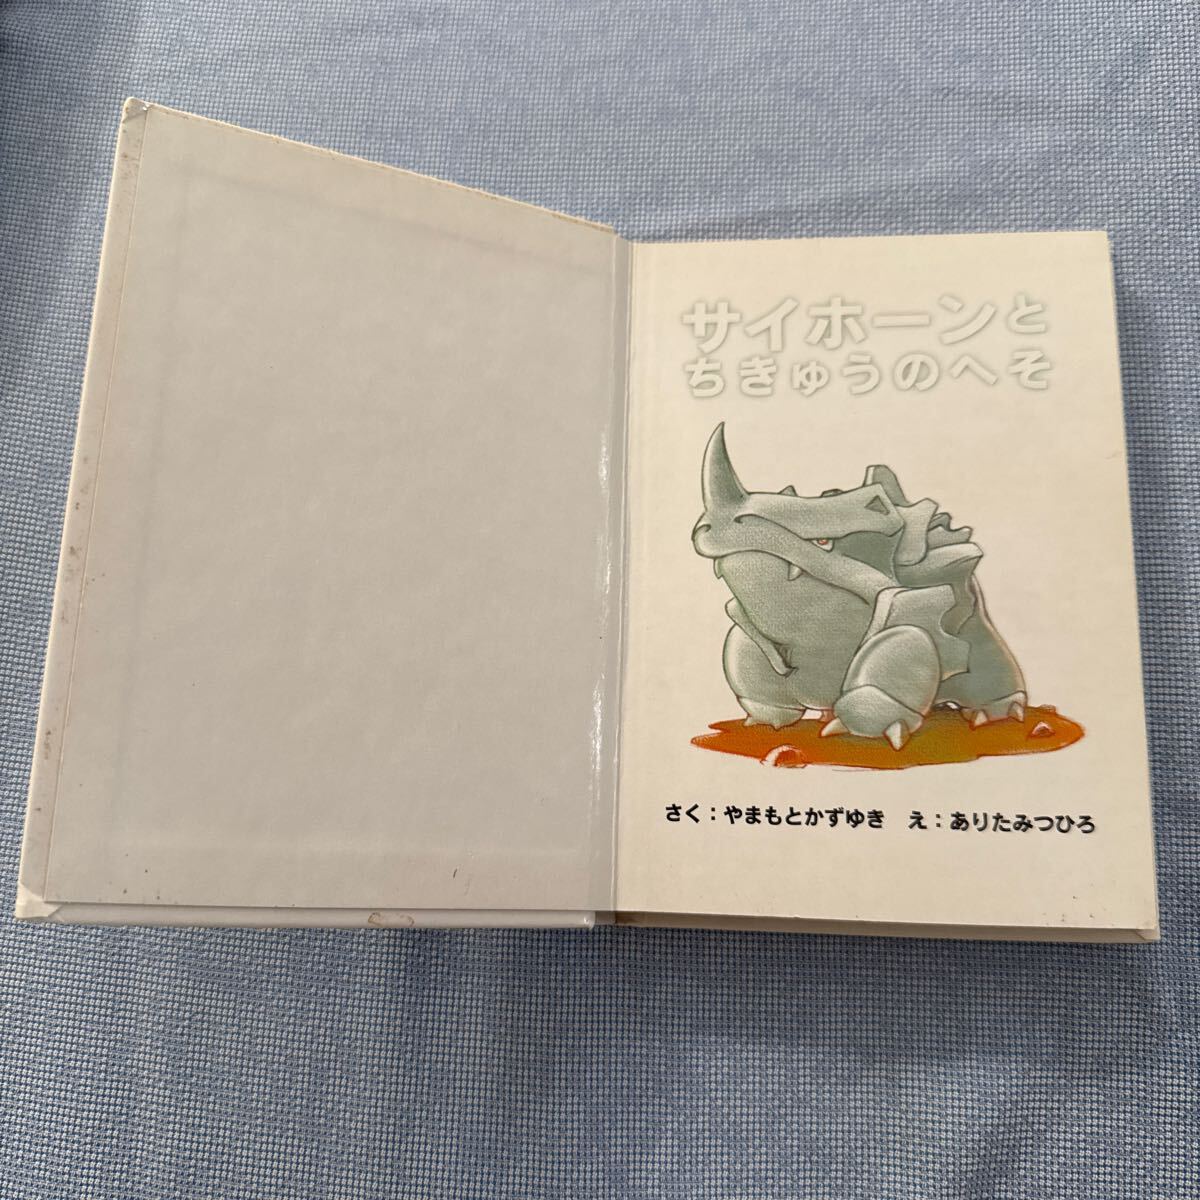 サイホーンと
ちきゅうのへそ
さく：やまもとかずゆき　え：ありたみつひろ